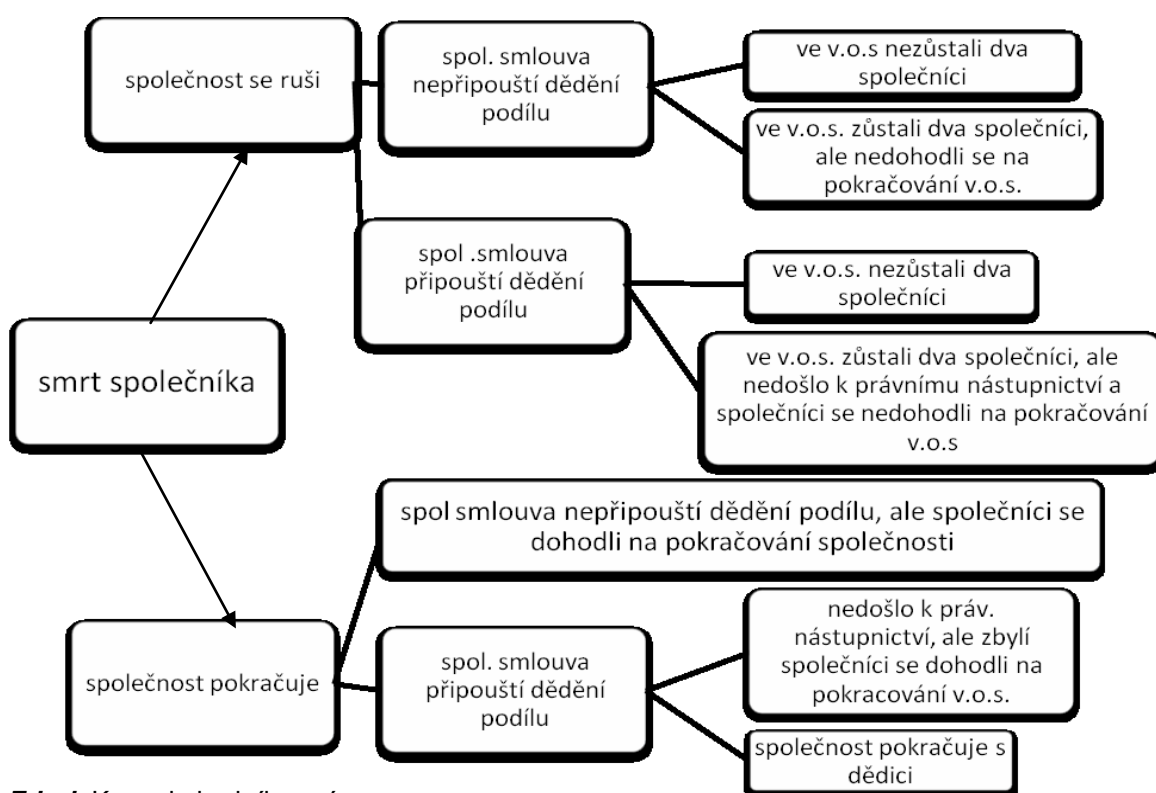 smrt společníka
společnost se ruši
spol. smlouva
nepřipouští dědění
podílu
ve v.o.s nezůstali dva
společníci
ve v.o.s. zůstali dva společníci,
ale nedohodli se na
pokračování v.o.s.
spol .smlouva
připouští dědění
podílu
ve v.o.s. nezůstali dva
společníci
ve v.o.s. zůstali dva společníci, ale
nedošlo k právnímu nástupnictví a
společníci se nedohodli na pokračování
v.o.s
společnost pokračuje
spol smlouva nepřipouští dědění podílu, ale společníci se
dohodli na pokračování společnosti
spol. smlouva
připouští dědění
podílu
nedošlo k práv.
nástupnictví, ale zbylí
společníci se dohodli na
pokracování v.o.s.
společnost pokračuje s
dědici